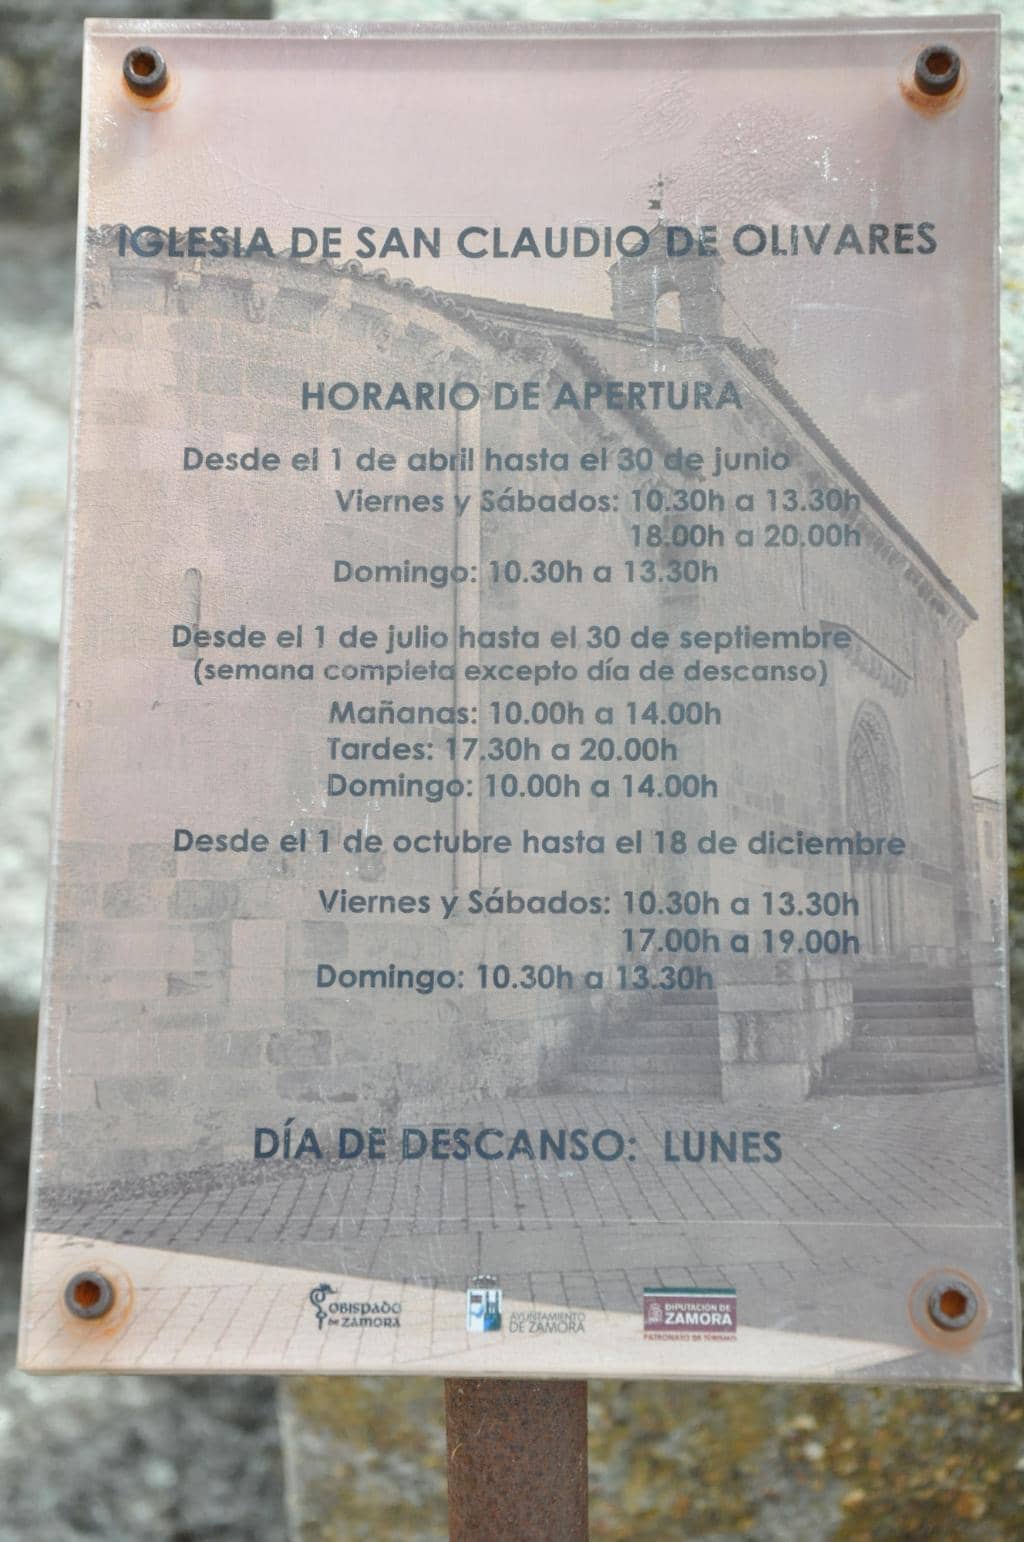 IGLESIA DE SAN CLAUDIO DE OLIVARES
HORARIO DE APERTURA
Desde el 1 de abril hasta el 30 de junio
Viernes y Sábados: 10.30h a 13.30h
18.00h a 20.00h
Domingo: 10.30h a 13.30h
Desde el 1 de julio hasta el 30 de septiembre
(semana completa excepto día de descanso)
Mañanas: 10.00h a 14.00h
Tardes: 17.30h a 20.00h
Domingo: 10.00h a 14.00h
Desde el 1 de octubre hasta el 18 de diciembre
Viernes y Sábados: 10.30h a 13.30h
17.00h a 19.00h
Domingo: 10.30h a 13.30h
DÍA DE DESCANSO: LUNES
OBISPADO
DE ZAMORA
AYUNTAMIENTO
DE ZAMORA
DIPUTACIÓN DE
ZAMORA
PATRONATO DE TURISMO